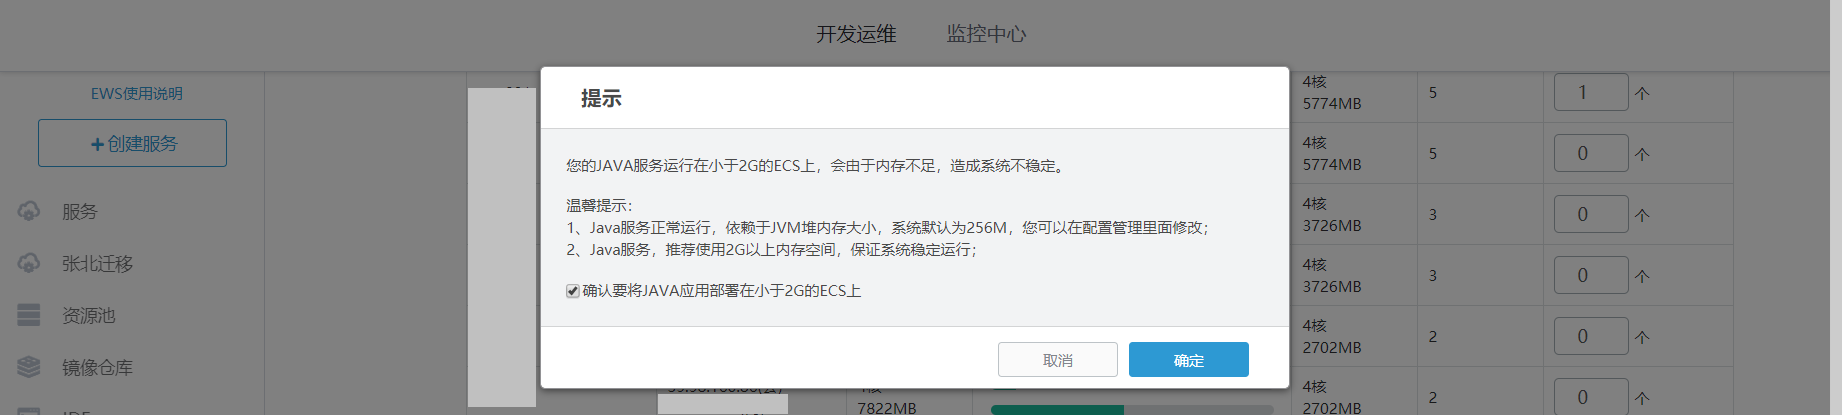 开发运维
监控中心
EWS使用说明
+创建服务
服务
张北迁移
资源池
镜像仓库
提示
您的JAVA服务运行在小于2G的ECS上，会由于内存不足，造成系统不稳定。
温馨提示：
1、Java服务正常运行，依赖于JVM堆内存大小，系统默认为256M，您可以在配置管理里面修改；
2、Java服务，推荐使用2G以上内存空间，保证系统稳定运行；
确认要将JAVA应用部署在小于2G的ECS上
取消
确定
4核
5774MB
5
1
个
4核
5774MB
5
0
个
4核
3726MB
3
0
个
4核
3726MB
3
0
个
4核
2702MB
2
0
个
7822MB
4核
2702MB
2
0
个